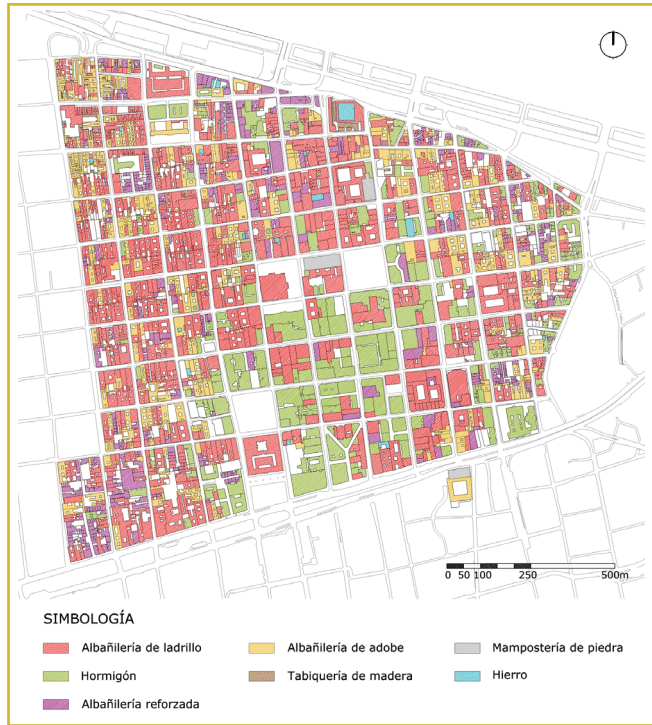 0 50 100 250 500m
SIMBOLOGÍA
Albañilería de ladrillo
Albañilería de adobe
Mampostería de piedra
Hormigón
Tabiquería de madera
Hierro
Albañilería reforzada